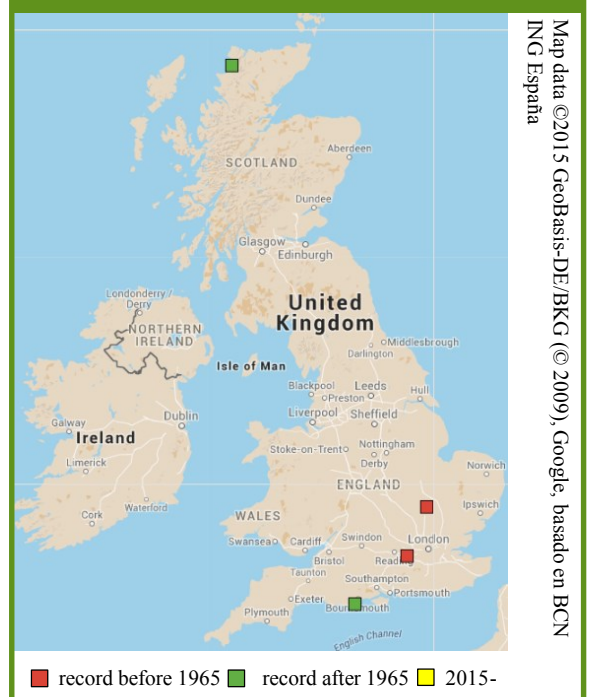 Map data ©2015 GeoBasis-DE/BKG (© 2009), Google, basado en BCN
ING España
Aberdeen
SCOTLAND
Dundee
Glasgow
Edinburgh
Londonderry /
Derry
NORTHERN
IRELAND
United
Kingdom
Isle of Man
Middlesbrough
Darlington
Blackpool
Preston
Leeds
Hull
Liverpool
Sheffield
Dublin
Galway
Ireland
Limerick
Waterford
Cork
Stoke-on-Trent
Nottingham
Derby
Norwich
ENGLAND
Ipswich
WALES
Swansea
Cardiff
Swindon
London
Bristol
Taunton
Southampton
Portsmouth
Exeter
Plymouth
English Channel
record before 1965
record after 1965
2015-